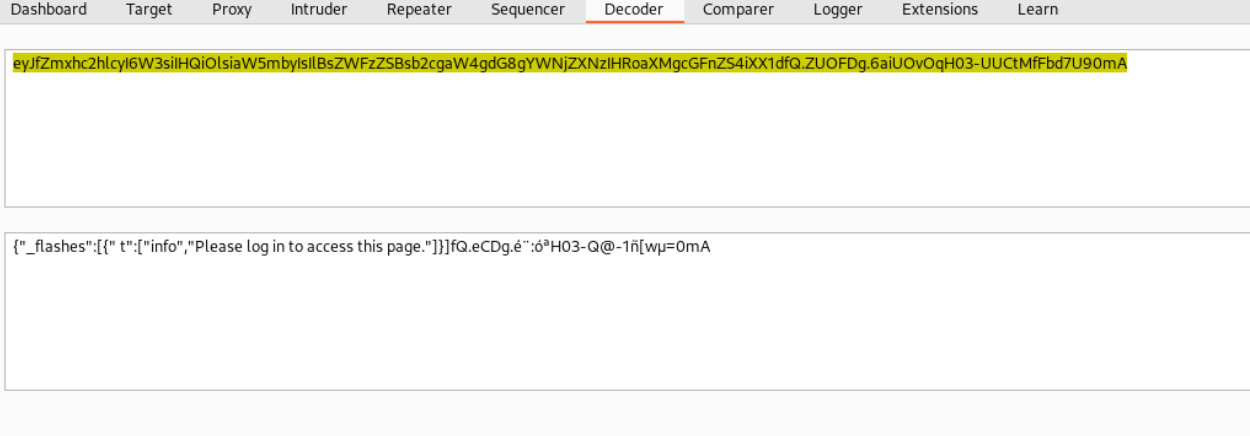 Dashboard Target Proxy Intruder Repeater Sequencer Decoder Comparer Logger Extensions Learn
eyJfZmxhc2hlcyI6W3siIHQiOlsiaW5mbyIsIlBsZWFzZSBsb2cgaW4gdG8gYWNjZXNzIHRoaXMgcGFnZS4iXX1dfQ.ZUOFDg.6aiUOvOqH03-UUCtMfFbd7U90mA
{"_flashes":[{" t":["info","Please log in to access this page."]}]fQ.eCDg.é¨:óªH03-Q@-1ñ[wµ=0mA